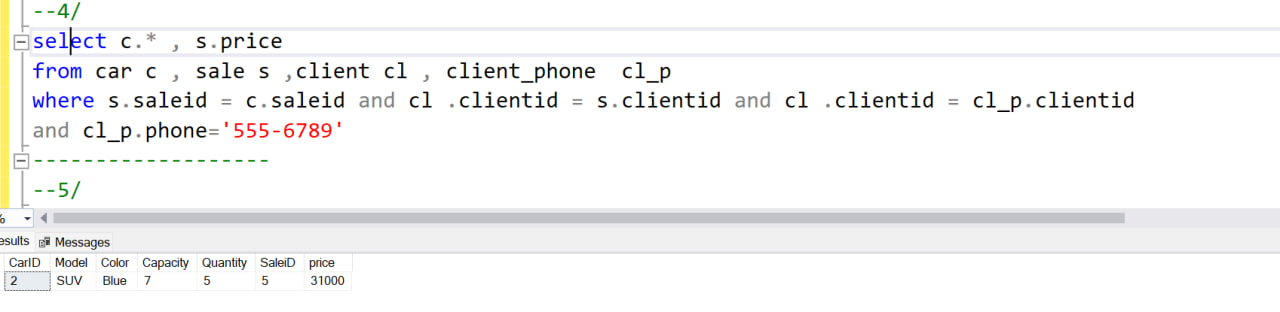 --4/
select c.* , s.price
from car c , sale s ,client cl , client_phone  cl_p
where s.saleid = c.saleid and cl .clientid = s.clientid and cl .clientid = cl_p.clientid
and cl_p.phone='555-6789'
-------------------
--5/
%
esults Messages
CarID Model Color Capacity Quantity SaleiD price
2 SUV Blue 7 5 5 31000